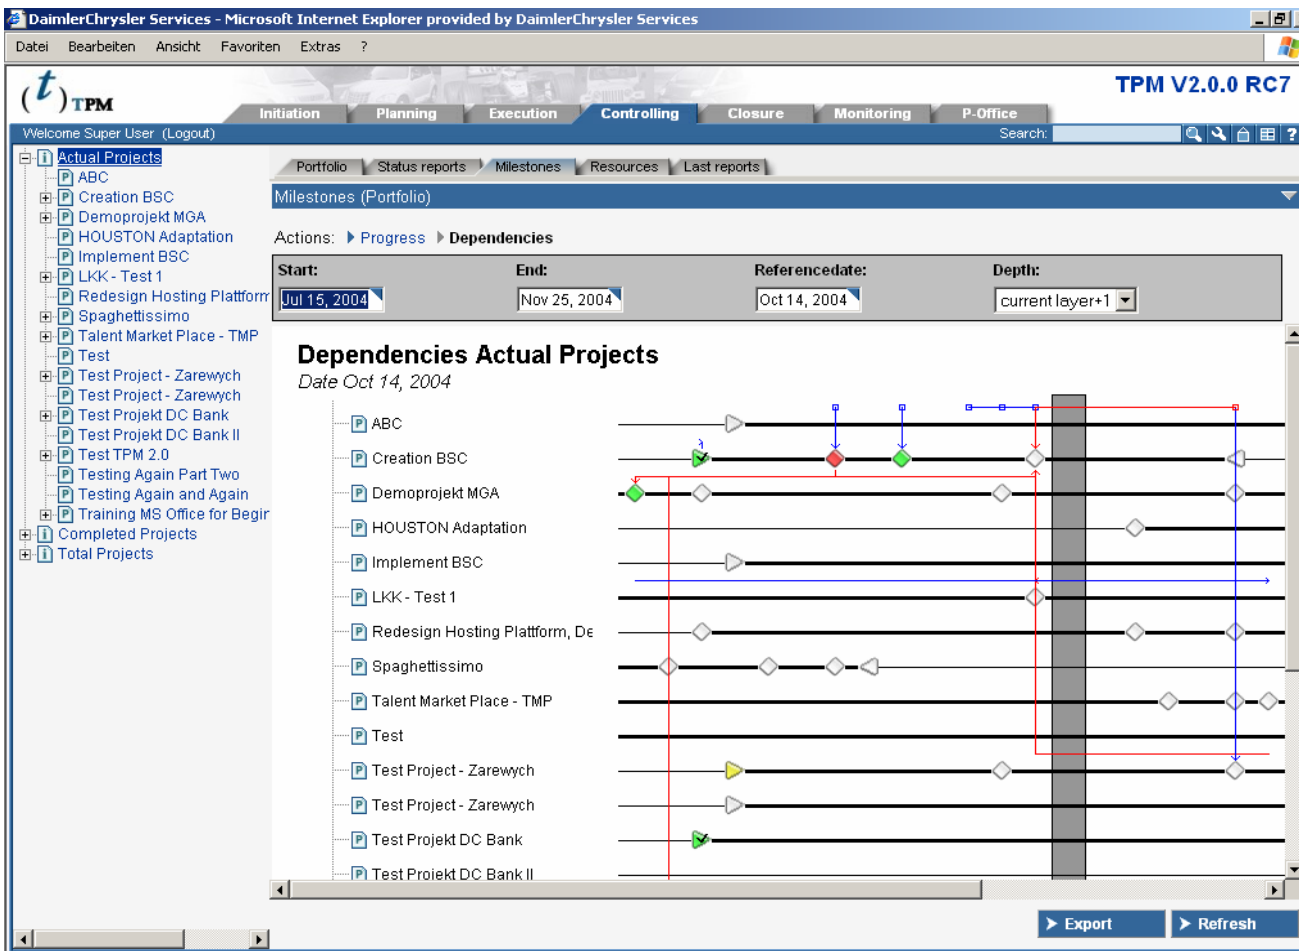 DaimlerChrysler Services - Microsoft Internet Explorer provided by DaimlerChrysler Services
Datei Bearbeiten Ansicht Favoriten Extras ?
(t) TPM
TPM V2.0.0 RC7
Initiation Planning Execution Controlling Closure Monitoring P-Office
Welcome Super User (Logout)
Search:
?
Actual Projects
ABC
Creation BSC
Demoprojekt MGA
HOUSTON Adaptation
Implement BSC
LKK - Test 1
Redesign Hosting Plattform
Spaghettissimo
Talent Market Place - TMP
Test
Test Project - Zarewych
Test Project - Zarewych
Test Projekt DC Bank
Test Projekt DC Bank II
Test TPM 2.0
Testing Again Part Two
Testing Again and Again
Training MS Office for Begir
Completed Projects
Total Projects
Portfolio Status reports Milestones Resources Last reports
Milestones (Portfolio)
Actions: Progress Dependencies
Start: End: Referencedate: Depth:
Jul 15, 2004 Nov 25, 2004 Oct 14, 2004 current layer+1
Dependencies Actual Projects
Date Oct 14, 2004
ABC
Creation BSC
Demoprojekt MGA
HOUSTON Adaptation
Implement BSC
LKK - Test 1
Redesign Hosting Plattform, De
Spaghettissimo
Talent Market Place - TMP
Test
Test Project - Zarewych
Test Project - Zarewych
Test Projekt DC Bank
Test Projekt DC Bank II
Export Refresh